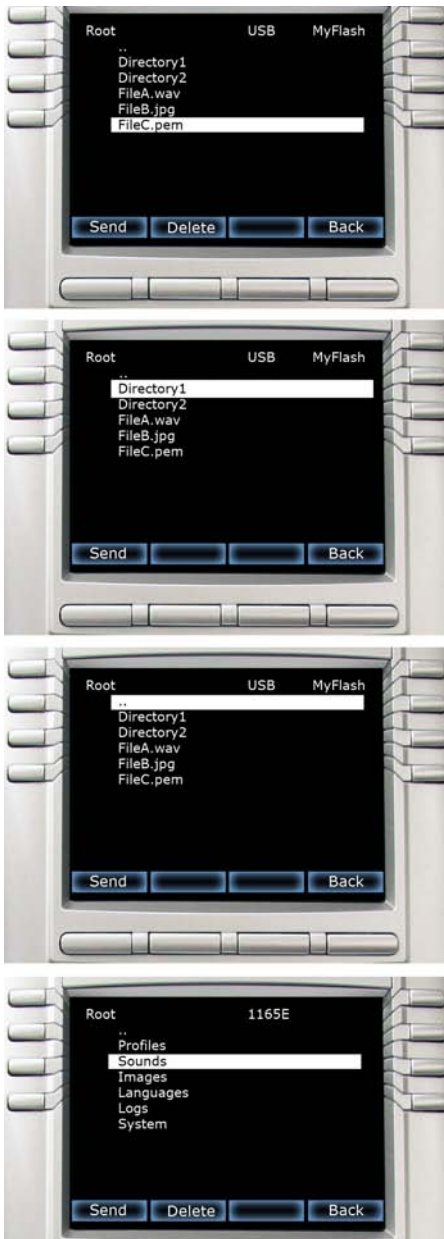 Root USB MyFlash
..
Directory1
Directory2
FileA.wav
FileB.jpg
FileC.pem
Send Delete Back
Root USB MyFlash
..
Directory1
Directory2
FileA.wav
FileB.jpg
FileC.pem
Send Back
Root USB MyFlash
..
Directory1
Directory2
FileA.wav
FileB.jpg
FileC.pem
Send Back
Root 1165E
..
Profiles
Sounds
Images
Languages
Logs
System
Send Delete Back